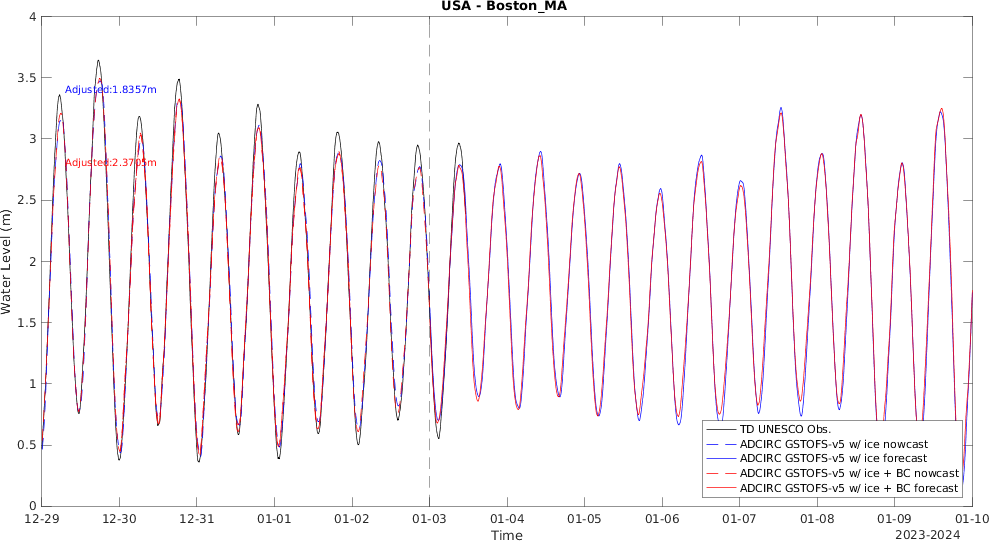 USA - Boston_MA
4
3.5
3
2.5
2
1.5
1
0.5
0
Water Level (m)
Adjusted:1.8357m
Adjusted:2.3705m
TD UNESCO Obs.
ADCIRC GSTOFS-v5 w/ ice nowcast
ADCIRC GSTOFS-v5 w/ ice forecast
ADCIRC GSTOFS-v5 w/ ice + BC nowcast
ADCIRC GSTOFS-v5 w/ ice + BC forecast
12-29 12-30 12-31 01-01 01-02 01-03 01-04 01-05 01-06 01-07 01-08 01-09 01-10
Time
2023-2024